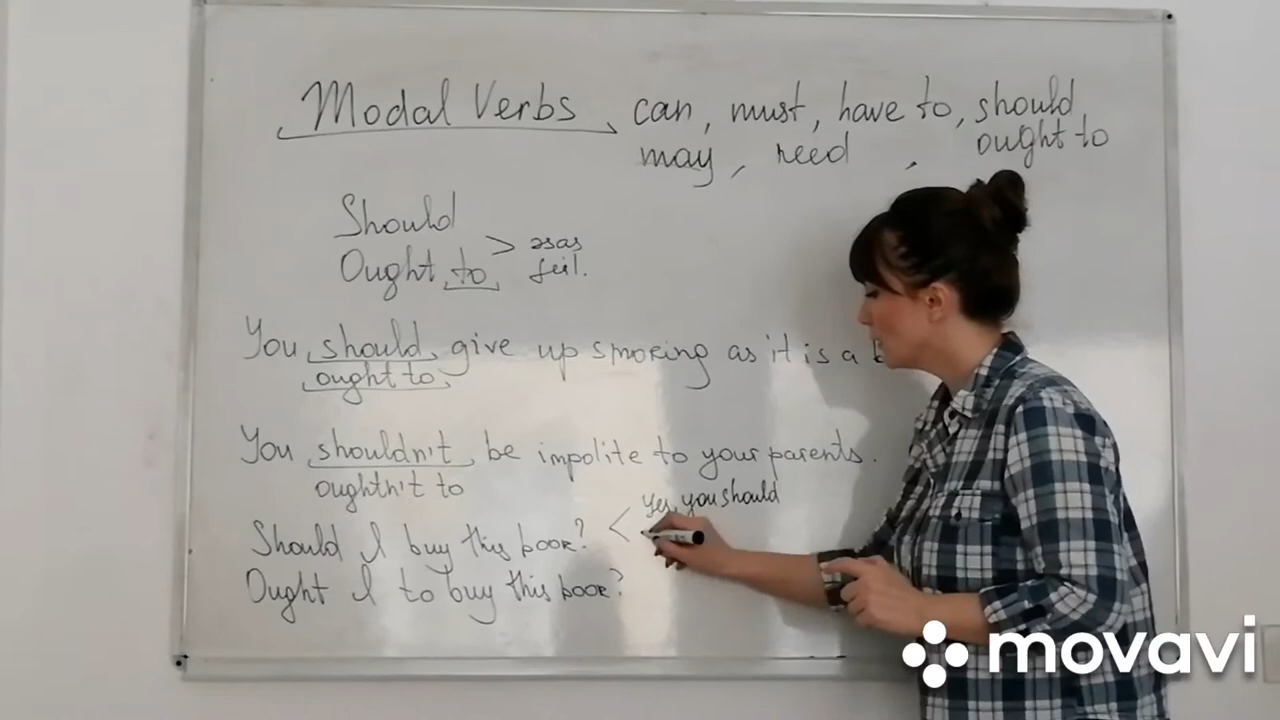 Modal Verbs can, must, have to, should
may, need , ought to
Should
Ought to > əsas
feil.
You should give up smoking as it is a
ought to
You shouldn't be impolite to your parents.
oughtn't to
Yes, you should
Should I buy this book? <
Ought I to buy this book?
movavi